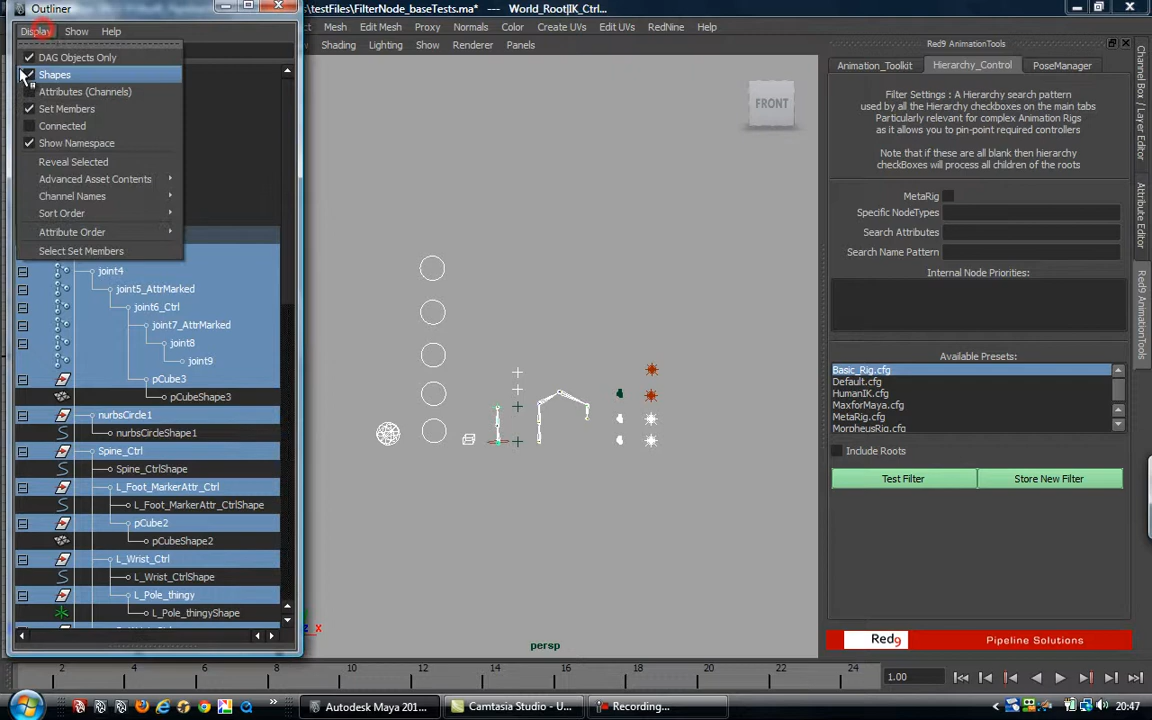 Outliner
Display Show Help
DAG Objects Only
Shapes
Attributes (Channels)
Set Members
Connected
Show Namespace
Reveal Selected
Advanced Asset Contents
Channel Names
Sort Order
Attribute Order
Select Set Members
joint4
joint5_AttrMarked
joint6_Ctrl
joint7_AttrMarked
joint8
joint9
pCube3
pCubeShape3
nurbsCircle1
nurbsCircleShape1
Spine_Ctrl
Spine_CtrlShape
L_Foot_MarkerAttr_Ctrl
L_Foot_MarkerAttr_CtrlShape
pCube2
pCubeShape2
L_Wrist_Ctrl
L_Wrist_CtrlShape
L_Pole_thingy
L_Pole_thingyShape
\testFiles\FilterNode_baseTests.ma* --- World_Root|IK_Ctrl...
Mesh Edit Mesh Proxy Normals Color Create UVs Edit UVs RedNine Help
Shading Lighting Show Renderer Panels
FRONT
X
persp
Red9 AnimationTools
Animation_Toolkit Hierarchy_Control PoseManager
Filter Settings : A Hierarchy search pattern
used by all the Hierarchy checkboxes on the main tabs
Particularly relevant for complex Animation Rigs
as it allows you to pin-point required controllers
Note that if these are all blank then hierarchy
checkBoxes will process all children of the roots
MetaRig
Specific NodeTypes
Search Attributes
Search Name Pattern
Internal Node Priorities:
Available Presets:
Basic_Rig.cfg
Default.cfg
HumanIK.cfg
MaxforMaya.cfg
MetaRig.cfg
MorpheusRig.cfg
Include Roots
Test Filter Store New Filter
Red9 Pipeline Solutions
Channel Box / Layer Editor
Attribute Editor
Red9 AnimationTools
2 4 6 8 10 12 14 16 18 20 22 24
1.00
Autodesk Maya 201...
Camtasia Studio - U...
Recording...
20:47